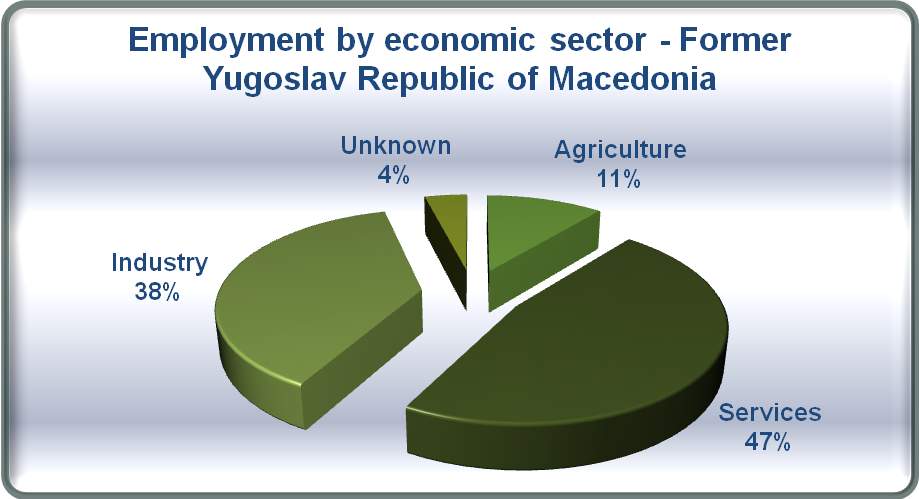 Employment by economic sector - Former
Yugoslav Republic of Macedonia
Unknown
4%
Agriculture
11%
Industry
38%
Services
47%